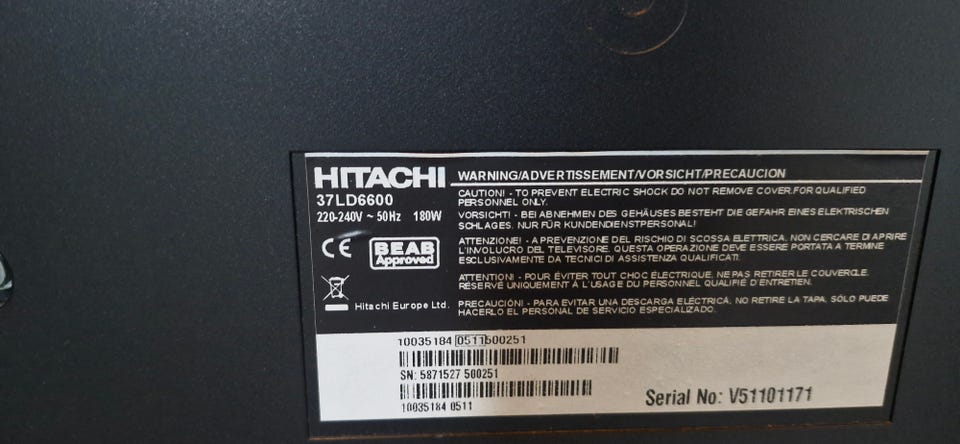 HITACHI
37LD6600
220-240V ~ 50Hz 180W
CE
BEAB
Approved
Hitachi Europe Ltd.
WARNING/ADVERTISSEMENT/VORSICHT/PRECAUCION
CAUTION! - TO PREVENT ELECTRIC SHOCK DO NOT REMOVE COVER.FOR QUALIFIED
PERSONNEL ONLY.
VORSICHT! - BEI ABNEHMEN DES GEHÄUSES BESTEHT DIE GEFAHR EINES ELEKTRISCHEN
SCHLAGES. NUR FÜR KUNDENDIENSTPERSONAL!
ATTENZIONE! - A PREVENZIONE DEL RISCHIO DI SCOSSA ELETTRICA, NON CERCARE DI APRIRE
L'INVOLUCRO DEL TELEVISORE. QUESTA OPERAZIONE DEVE ESSERE PORTATA A TERMINE
ESCLUSIVAMENTE DA TECNICI DI ASSISTENZA QUALIFICATI.
ATTENTION! - POUR ÉVITER TOUT CHOC ÉLECTRIQUE, NE PAS RETIRER LE COUVERCLE.
RÉSERVÉ UNIQUEMENT À L'USAGE DU PERSONNEL QUALIFIÉ D'ENTRETIEN.
PRECAUCIÓN! - PARA EVITAR UNA DESCARGA ELÉCTRICA, NO RETIRE LA TAPA, SÓLO PUEDE
HACERLO EL PERSONAL DE SERVICIO ESPECIALIZADO.
10035184 0511500251
SN: 5871527 500251
10035184 0511
Serial No: V51101171